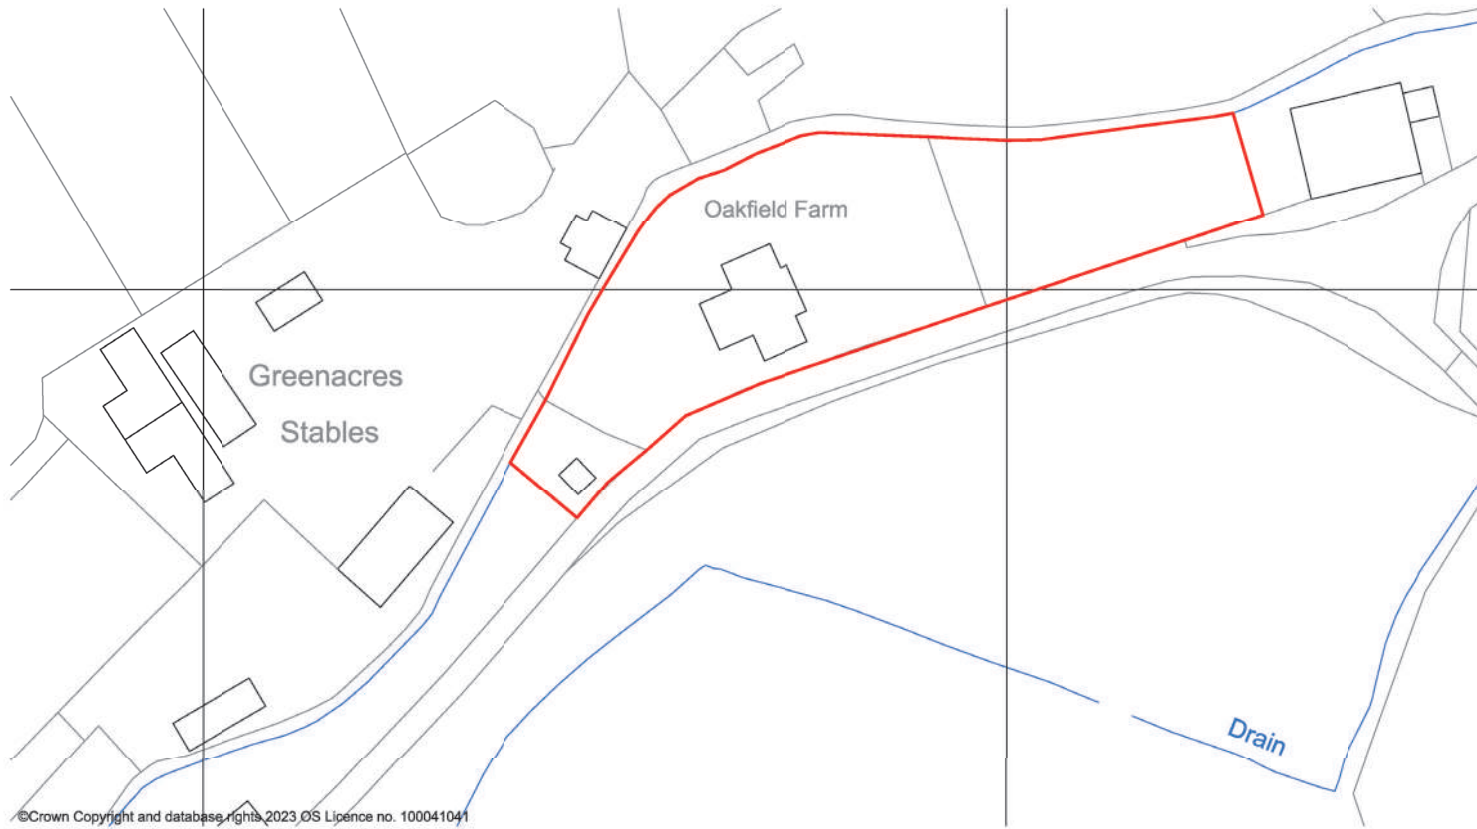 Oakfield Farm
Greenacres
Stables
Drain
©Crown Copyright and database rights 2023 OS Licence no. 100041041